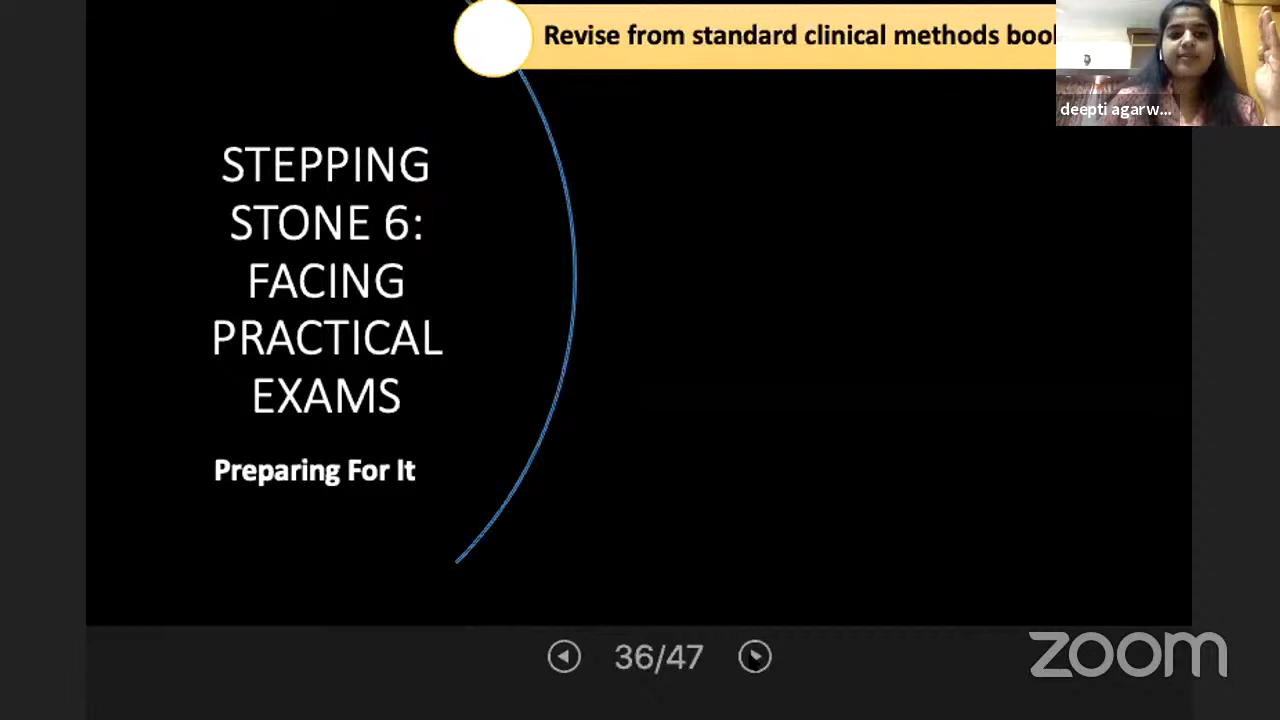 Revise from standard clinical methods boo
deepti agarw...
STEPPING
STONE 6:
FACING
PRACTICAL
EXAMS
Preparing For It
36/47
zoom